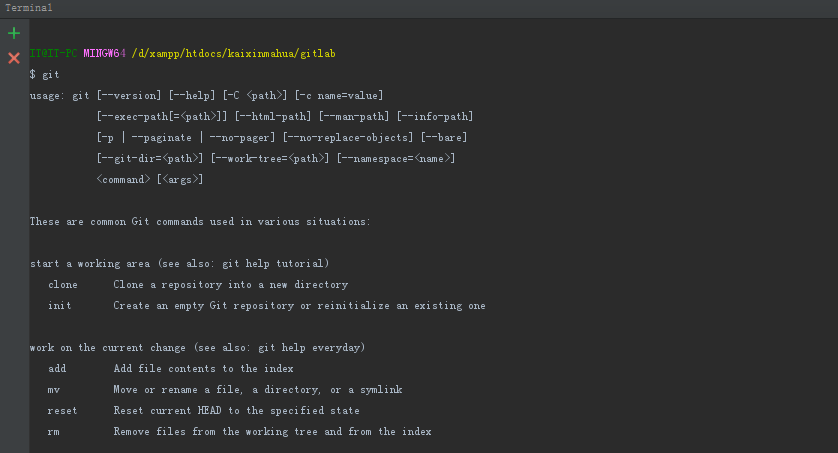 Terminal
IT@IT-PC MINGW64 /d/xampp/htdocs/kaixinmahua/gitlab
$ git
usage: git [--version] [--help] [-C <path>] [-c name=value]
[--exec-path[=<path>]] [--html-path] [--man-path] [--info-path]
[-p | --paginate | --no-pager] [--no-replace-objects] [--bare]
[--git-dir=<path>] [--work-tree=<path>] [--namespace=<name>]
<command> [<args>]
These are common Git commands used in various situations:
start a working area (see also: git help tutorial)
clone Clone a repository into a new directory
init Create an empty Git repository or reinitialize an existing one
work on the current change (see also: git help everyday)
add Add file contents to the index
mv Move or rename a file, a directory, or a symlink
reset Reset current HEAD to the specified state
rm Remove files from the working tree and from the index